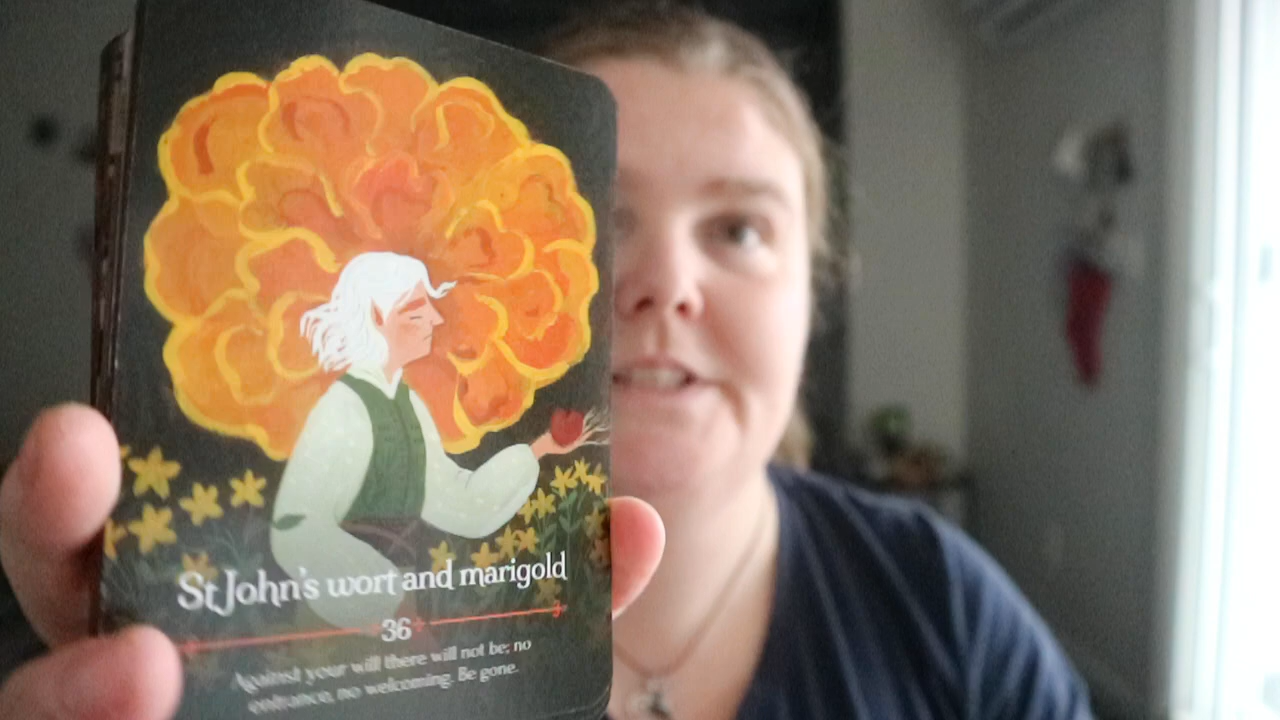 St John's wort and marigold
36
Against your will there will not be; no
entrance, no welcoming. Be gone.